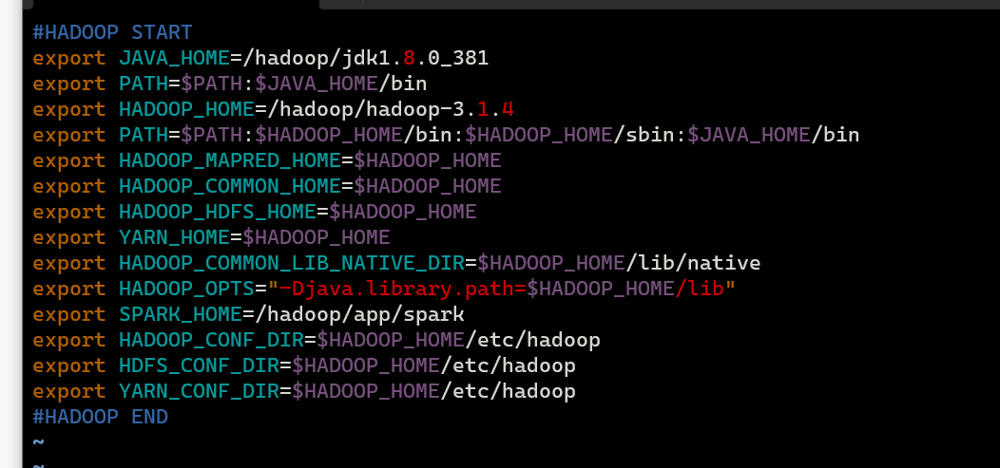 #HADOOP START
export JAVA_HOME=/hadoop/jdk1.8.0_381
export PATH=$PATH:$JAVA_HOME/bin
export HADOOP_HOME=/hadoop/hadoop-3.1.4
export PATH=$PATH:$HADOOP_HOME/bin:$HADOOP_HOME/sbin:$JAVA_HOME/bin
export HADOOP_MAPRED_HOME=$HADOOP_HOME
export HADOOP_COMMON_HOME=$HADOOP_HOME
export HADOOP_HDFS_HOME=$HADOOP_HOME
export YARN_HOME=$HADOOP_HOME
export HADOOP_COMMON_LIB_NATIVE_DIR=$HADOOP_HOME/lib/native
export HADOOP_OPTS="-Djava.library.path=$HADOOP_HOME/lib"
export SPARK_HOME=/hadoop/app/spark
export HADOOP_CONF_DIR=$HADOOP_HOME/etc/hadoop
export HDFS_CONF_DIR=$HADOOP_HOME/etc/hadoop
export YARN_CONF_DIR=$HADOOP_HOME/etc/hadoop
#HADOOP END
~
~